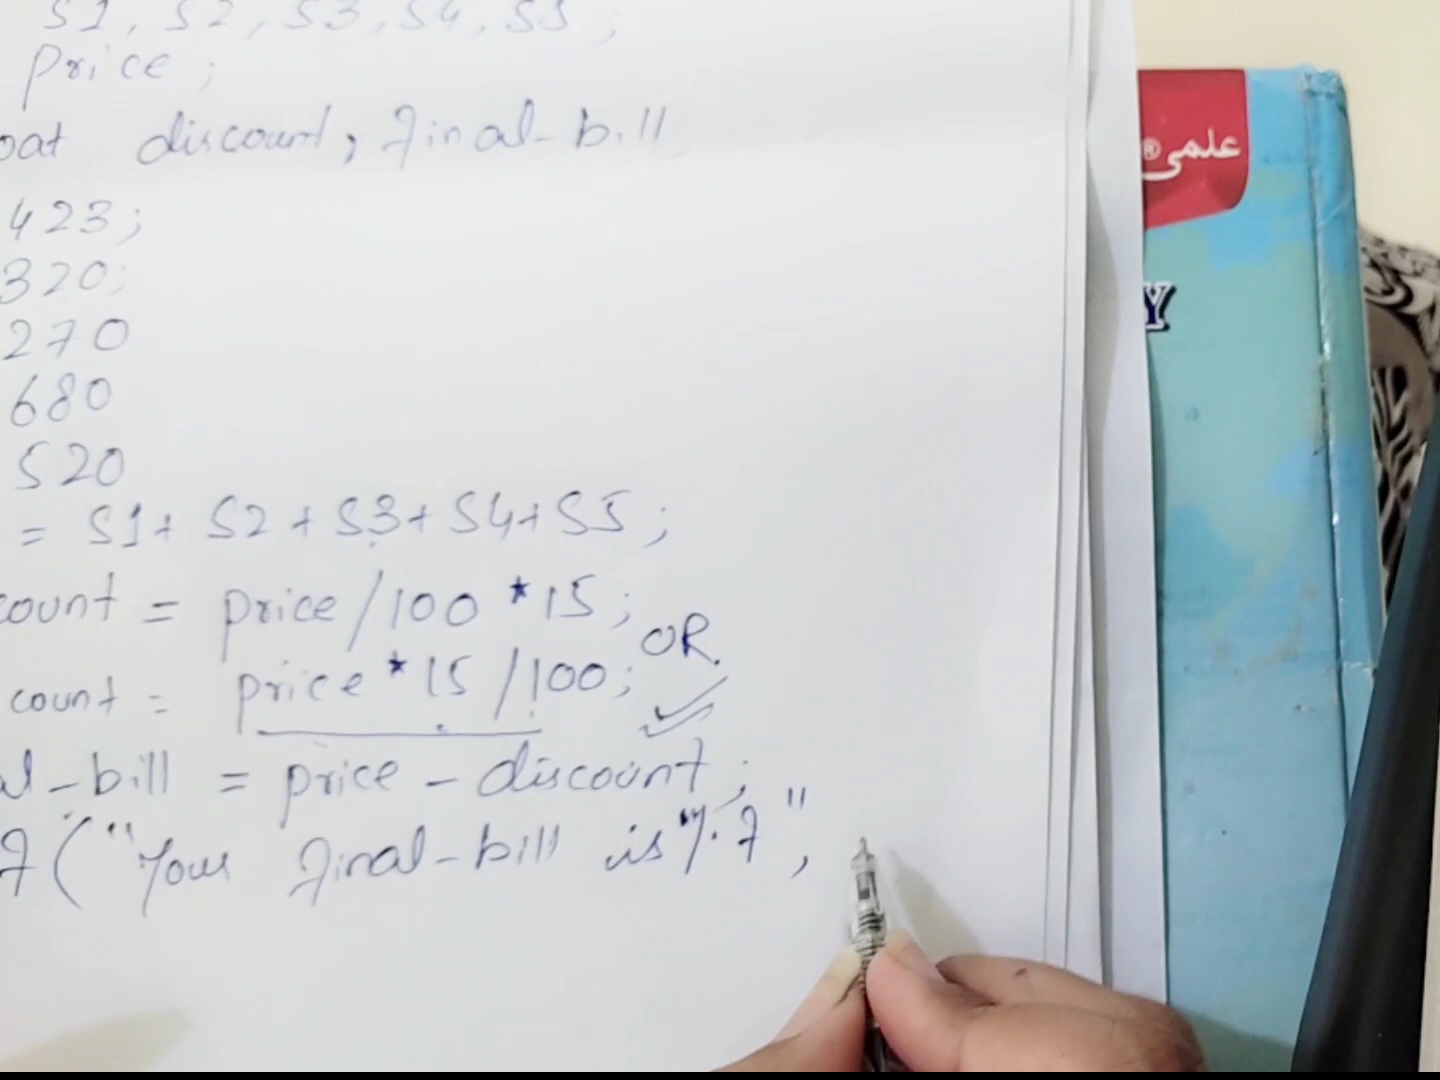 S1, S2, S3, S4, S5 ;
Price ;
oat discount, final-bill
423;
320;
270
680
520
= S1+ S2 + S3+ S4+ S5 ;
count = price/100 * 15;
OR
count = price * 15 /100;
al-bill = price - discount ;
f ( "Your final-bill is "%.f ",
علمی®
Y